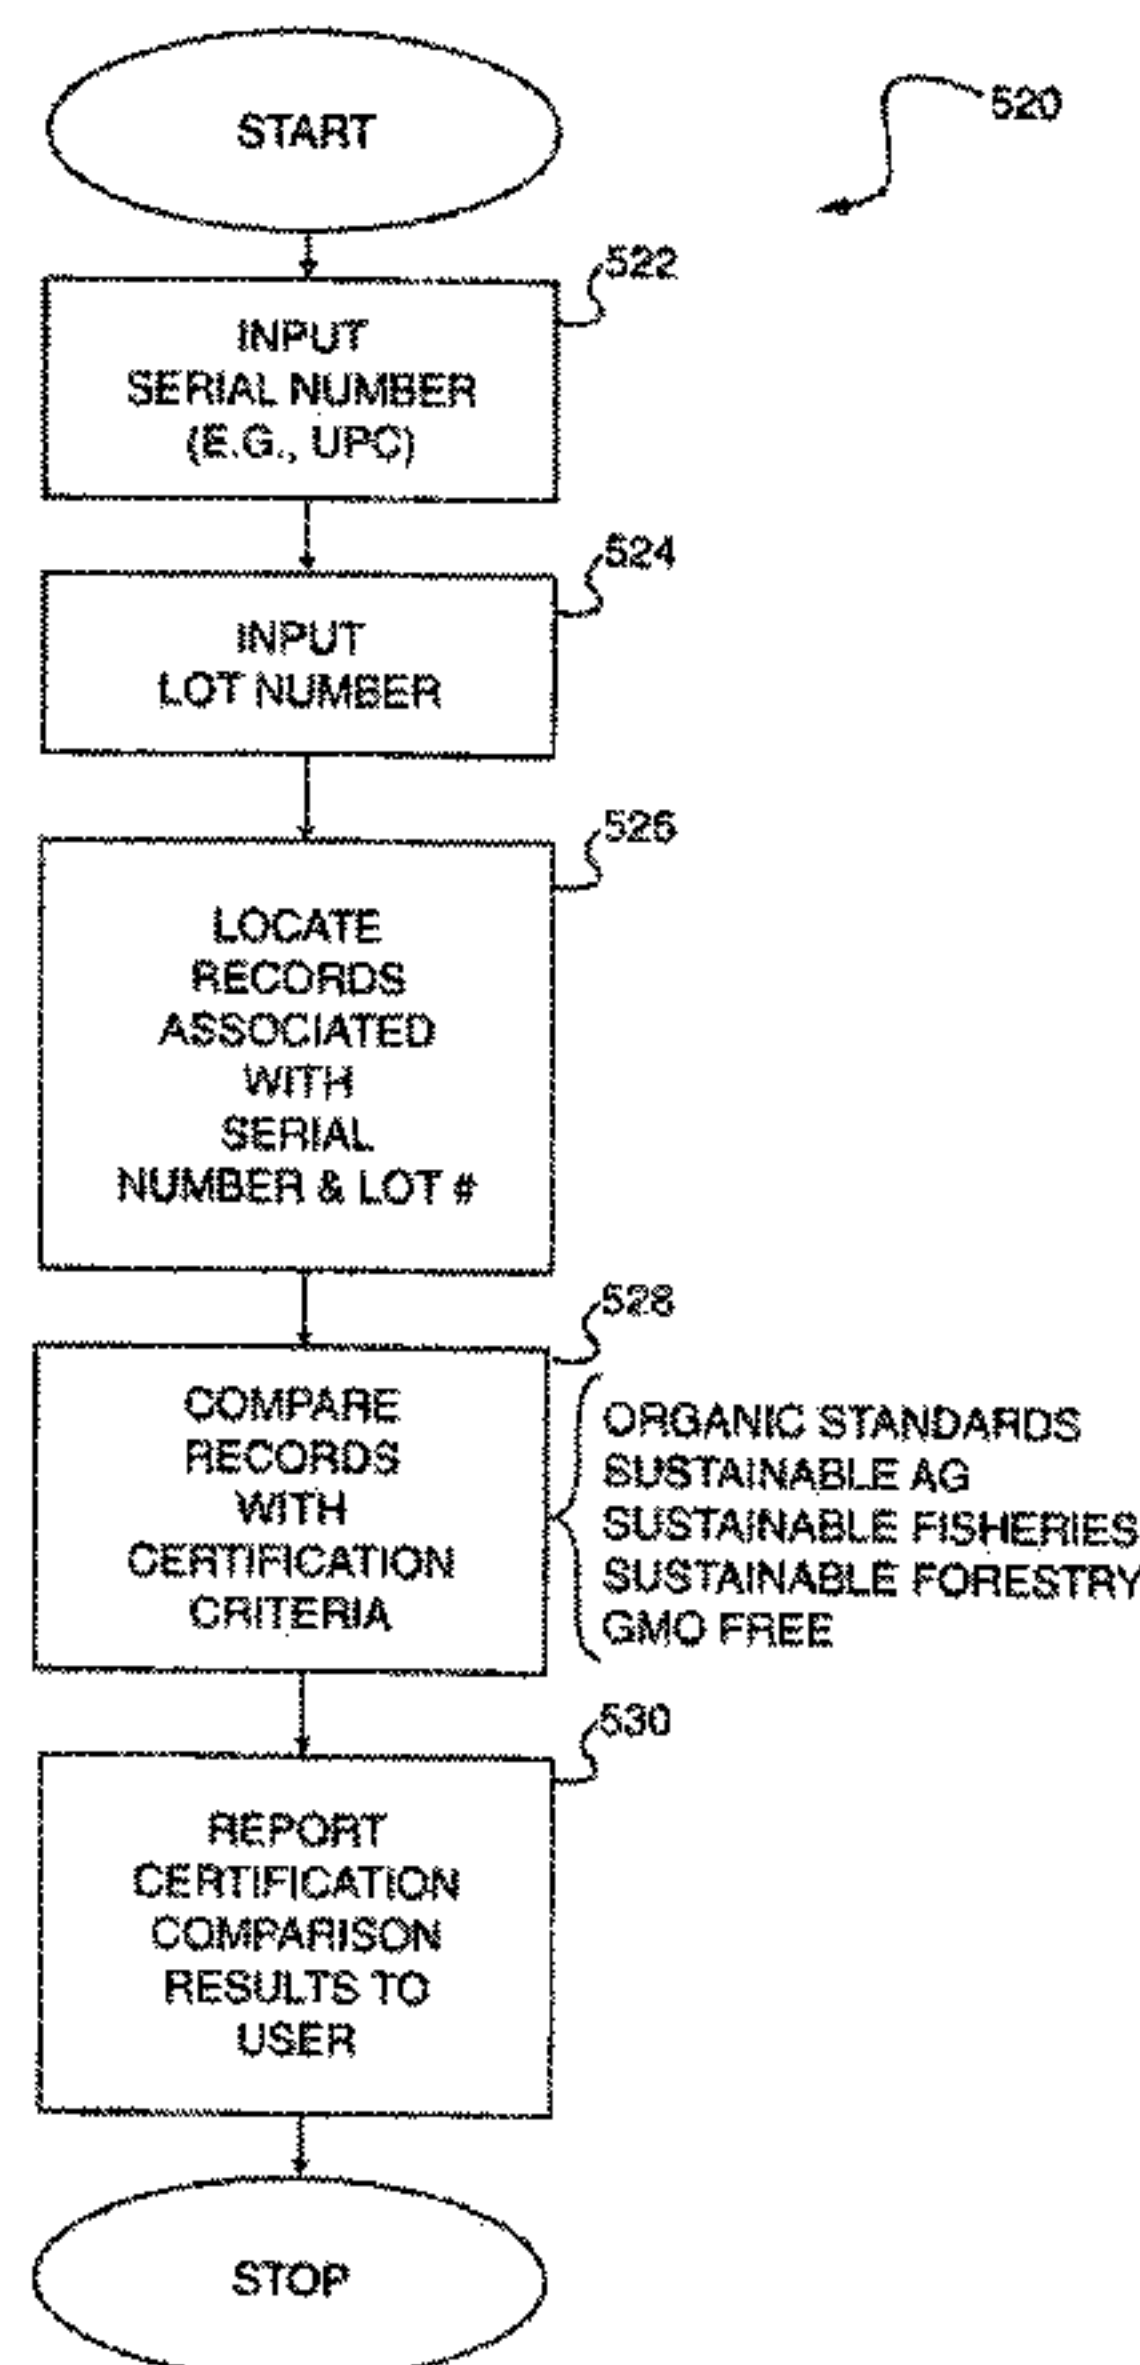 START
520
522
INPUT
SERIAL NUMBER
(E.G., UPC)
524
INPUT
LOT NUMBER
526
LOCATE
RECORDS
ASSOCIATED
WITH
SERIAL
NUMBER & LOT #
528
COMPARE
RECORDS
WITH
CERTIFICATION
CRITERIA
ORGANIC STANDARDS
SUSTAINABLE AG
SUSTAINABLE FISHERIES
SUSTAINABLE FORESTRY
GMO FREE
530
REPORT
CERTIFICATION
COMPARISON
RESULTS TO
USER
STOP